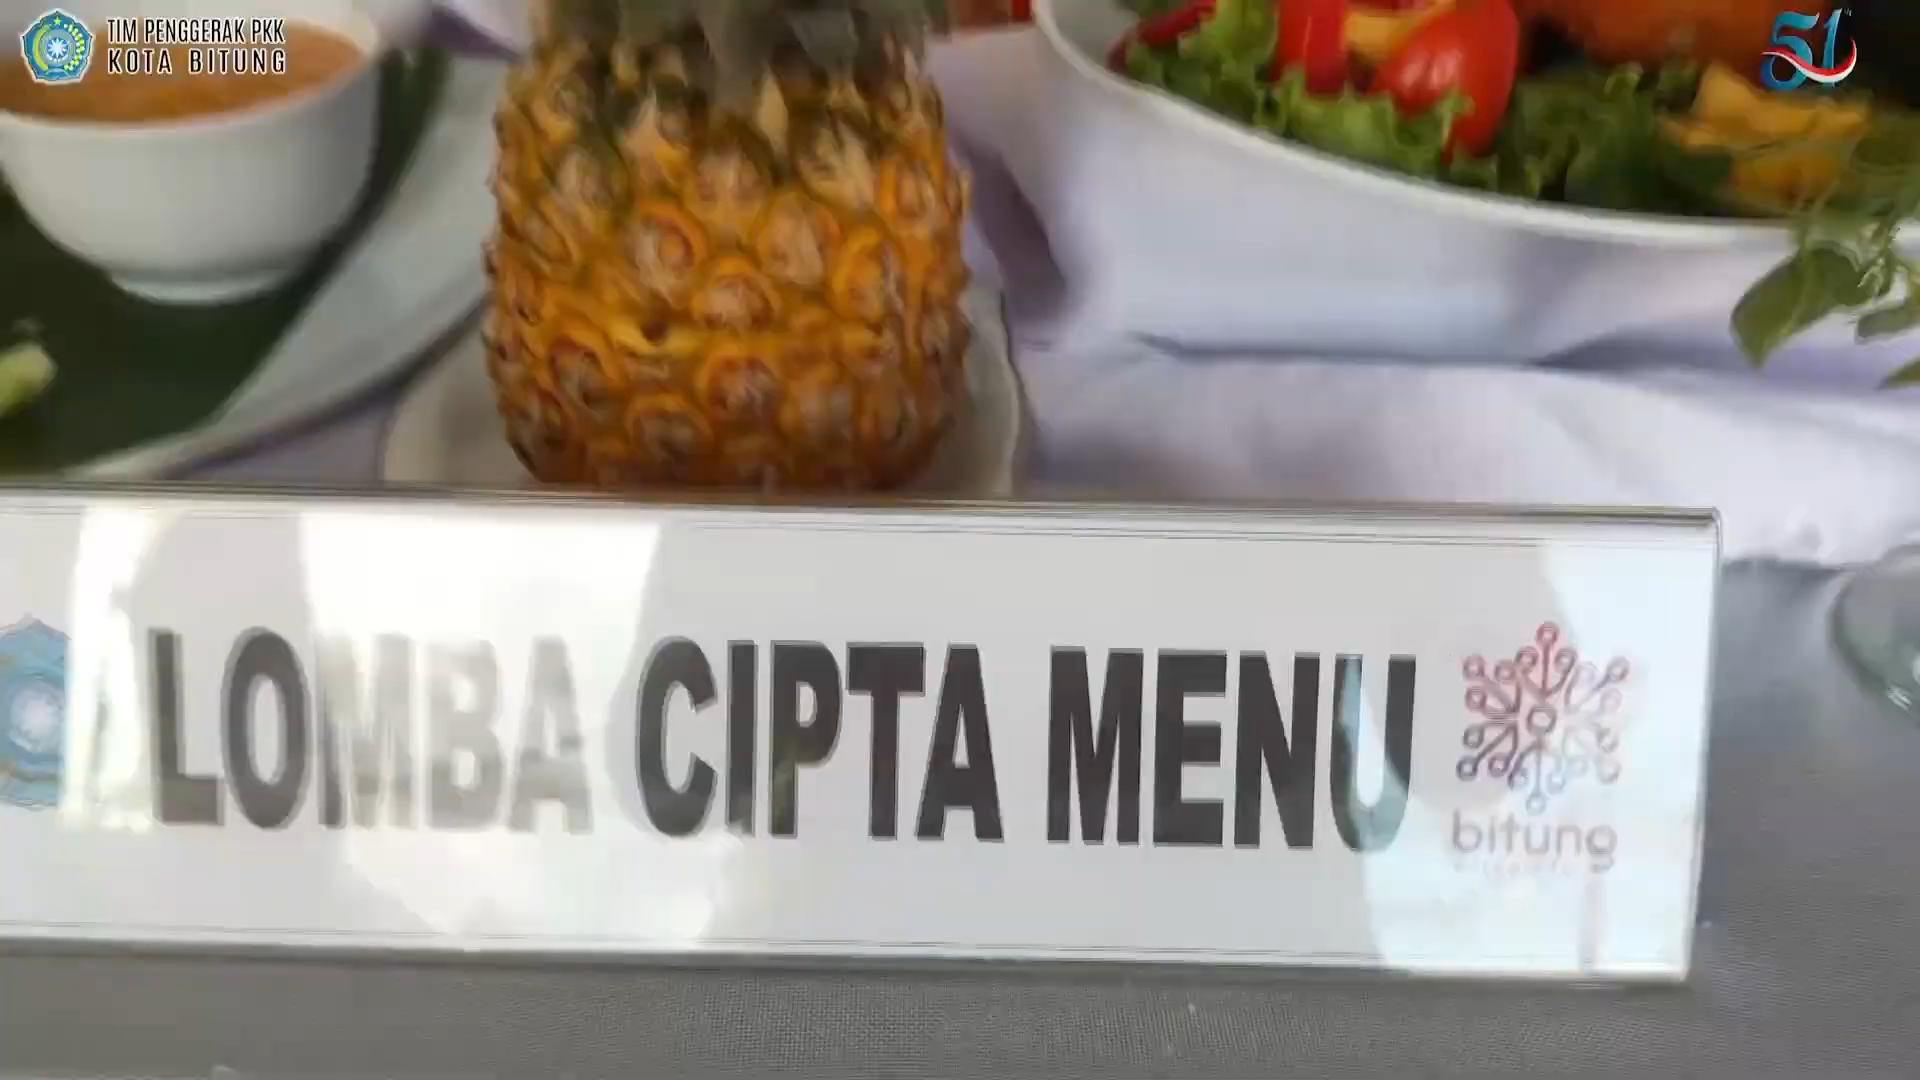 TIM PENGGERAK PKK
KOTA BITUNG
51
LOMBA CIPTA MENU
bitung